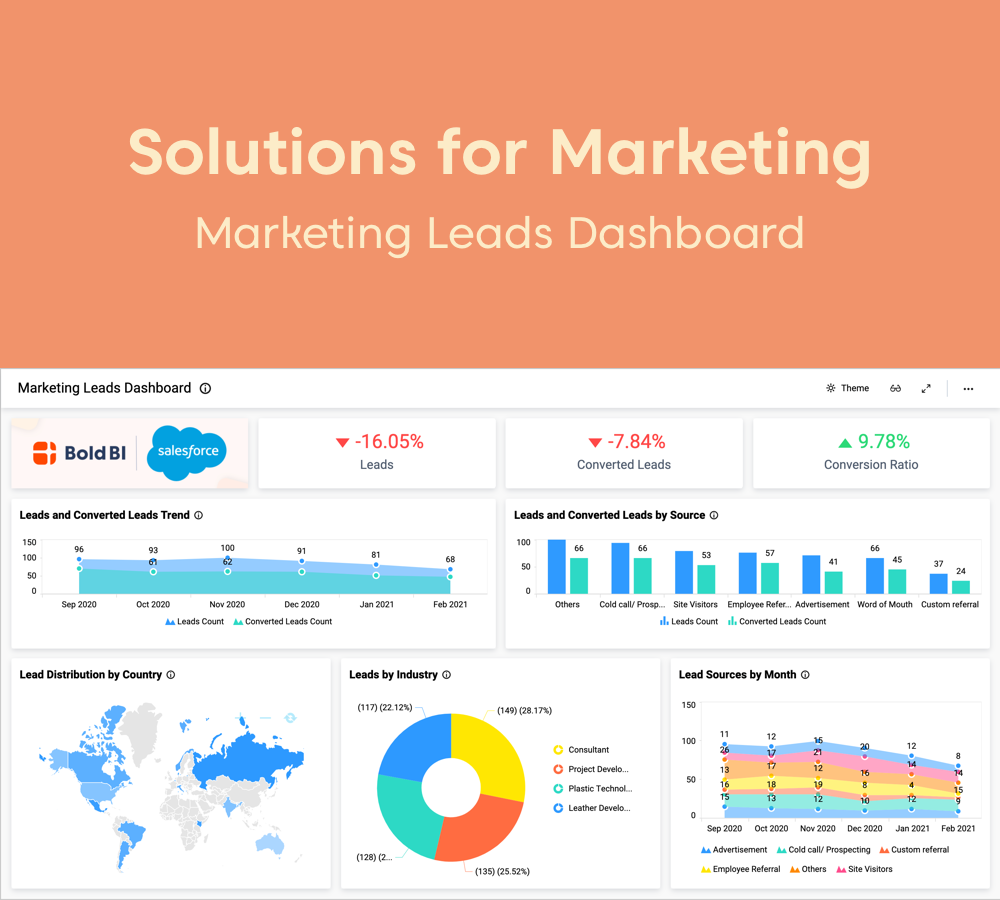 Solutions for Marketing
Marketing Leads Dashboard
Marketing Leads Dashboard
Theme
Bold BI
salesforce
-16.05%
Leads
-7.84%
Converted Leads
9.78%
Conversion Ratio
Leads and Converted Leads Trend
150
100
50
0
96 93 100 91 81 68
61 62
Sep 2020 Oct 2020 Nov 2020 Dec 2020 Jan 2021 Feb 2021
Leads Count Converted Leads Count
Leads and Converted Leads by Source
100
50
0
66 66 53 57 41 66 45 37 24
Others Cold call/ Prosp... Site Visitors Employee Refer... Advertisement Word of Mouth Custom referral
Leads Count Converted Leads Count
Lead Distribution by Country
Leads by Industry
(117) (22.12%)
(149) (28.17%)
(128) (2...
(135) (25.52%)
Consultant
Project Develo...
Plastic Technol...
Leather Develo...
Lead Sources by Month
150
100
50
0
11 12 15 20 12 8
26 17 21 16 14 14
13 17 12 8 4 15
16 18 19 10 12 9
15 13 12
Sep 2020 Oct 2020 Nov 2020 Dec 2020 Jan 2021 Feb 2021
Advertisement Cold call/ Prospecting Custom referral
Employee Referral Others Site Visitors